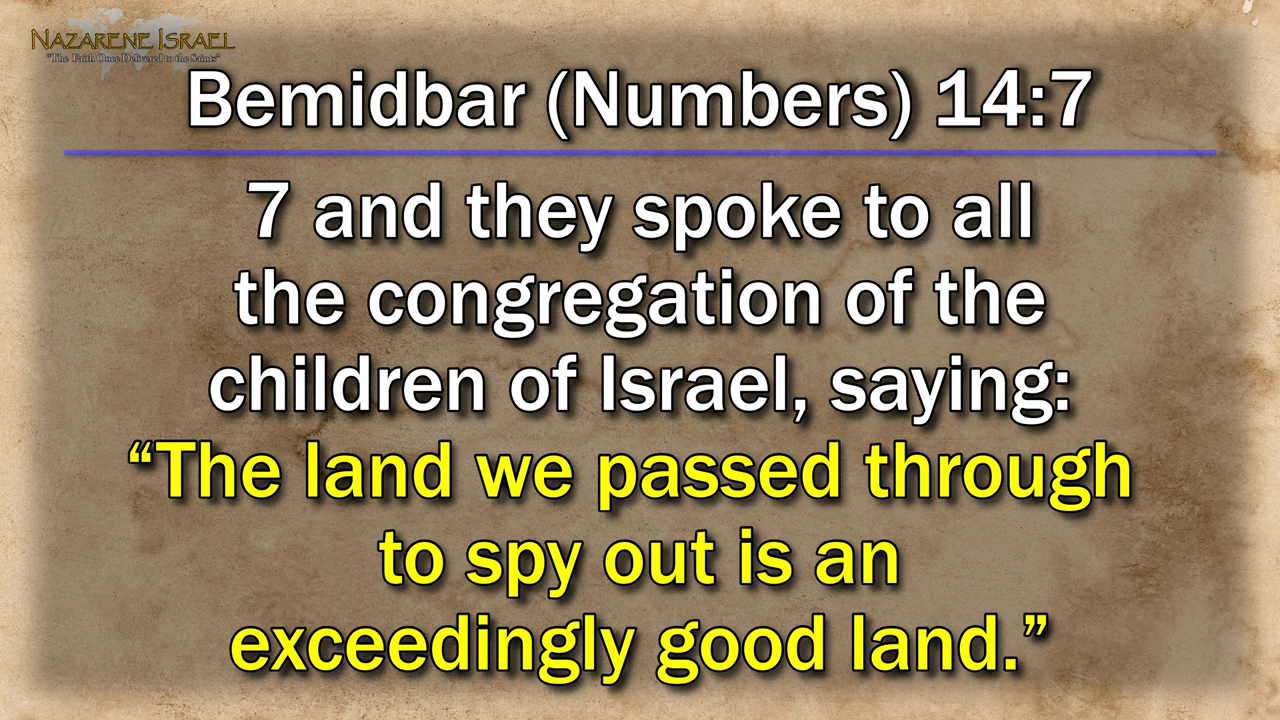 NAZARENE ISRAEL
"The Faith Once Delivered to the Saints"
Bemidbar (Numbers) 14:7
7 and they spoke to all
the congregation of the
children of Israel, saying:
“The land we passed through
to spy out is an
exceedingly good land.”